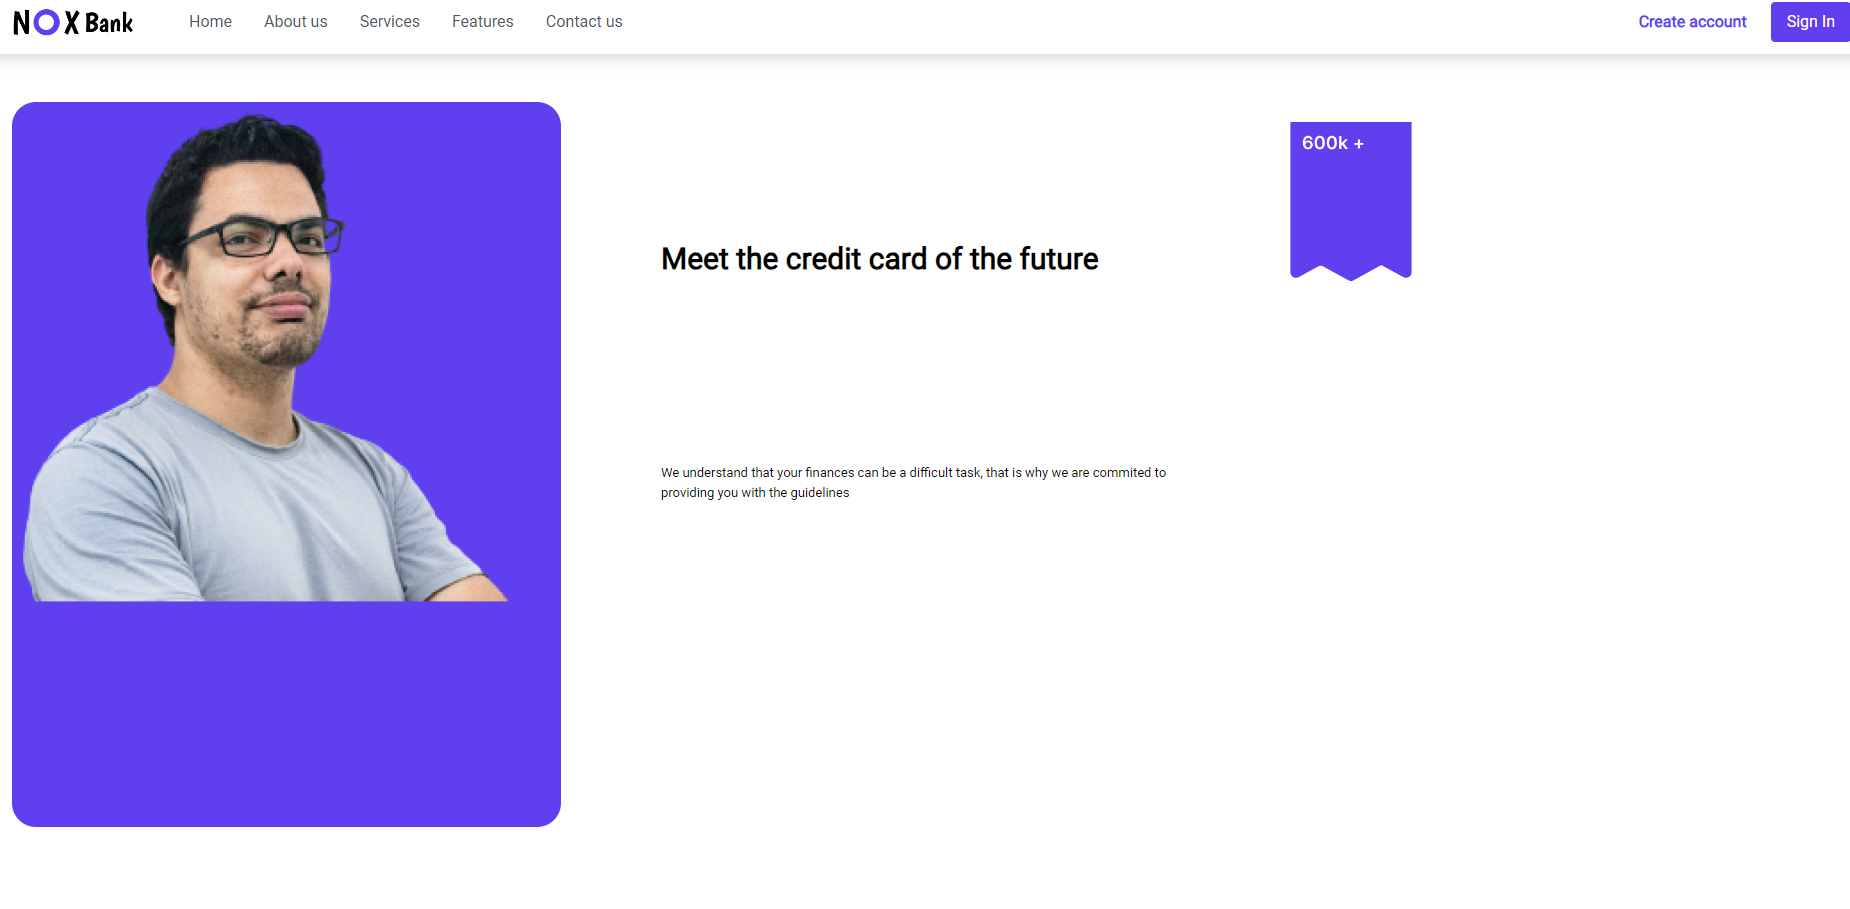 NOX Bank
Home
About us
Services
Features
Contact us
Create account
Sign In
600k +
Meet the credit card of the future
We understand that your finances can be a difficult task, that is why we are commited to
providing you with the guidelines